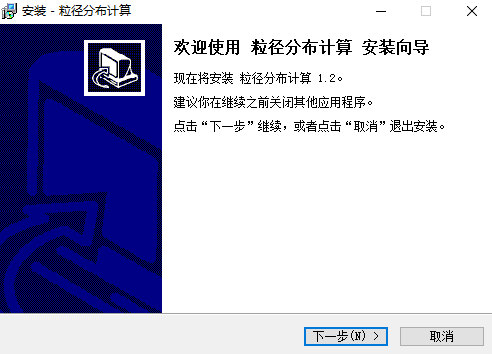 安装 - 粒径分布计算
欢迎使用 粒径分布计算 安装向导
现在将安装 粒径分布计算 1.2。
建议你在继续之前关闭其他应用程序。
点击“下一步”继续，或者点击“取消”退出安装。
下一步(N) >
取消